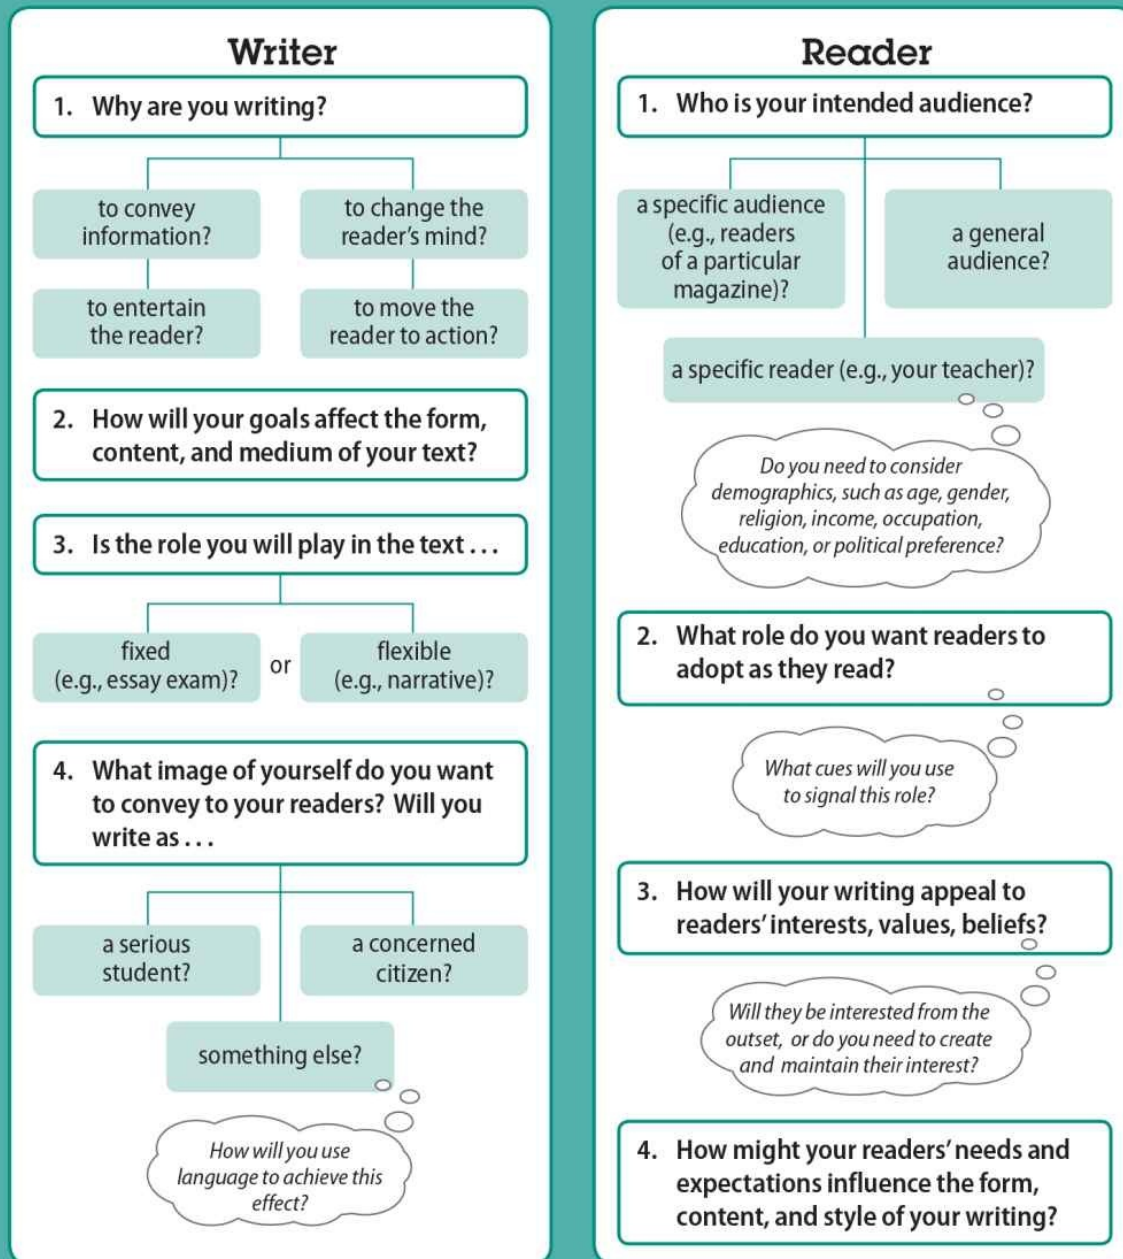 Writer
1. Why are you writing?
to convey
information?
to change the
reader's mind?
to entertain
the reader?
to move the
reader to action?
2. How will your goals affect the form,
content, and medium of your text?
3. Is the role you will play in the text . . .
fixed
(e.g., essay exam)?
or
flexible
(e.g., narrative)?
4. What image of yourself do you want
to convey to your readers? Will you
write as . . .
a serious
student?
a concerned
citizen?
something else?
How will you use
language to achieve this
effect?
Reader
1. Who is your intended audience?
a specific audience
(e.g., readers
of a particular
magazine)?
a general
audience?
a specific reader (e.g., your teacher)?
Do you need to consider
demographics, such as age, gender,
religion, income, occupation,
education, or political preference?
2. What role do you want readers to
adopt as they read?
What cues will you use
to signal this role?
3. How will your writing appeal to
readers' interests, values, beliefs?
Will they be interested from the
outset, or do you need to create
and maintain their interest?
4. How might your readers' needs and
expectations influence the form,
content, and style of your writing?